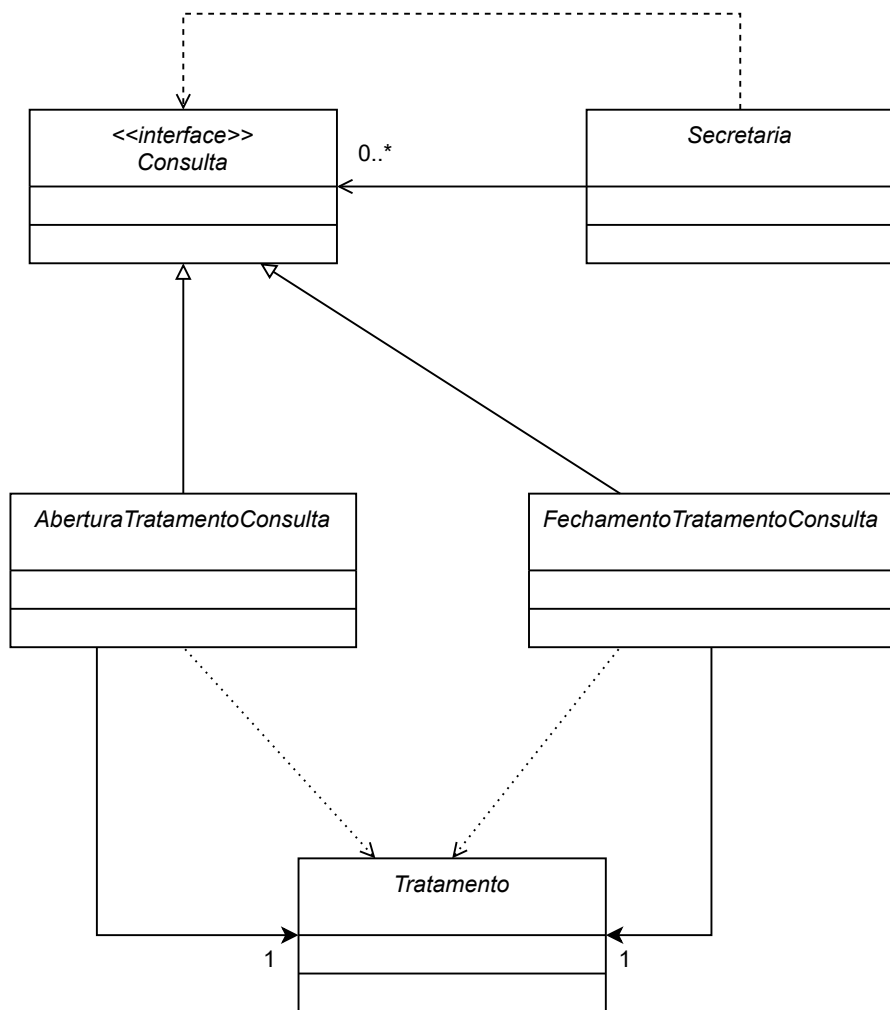 <<interface>>
Consulta
Secretaria
0..*
AberturaTratamentoConsulta
FechamentoTratamentoConsulta
Tratamento
1
1